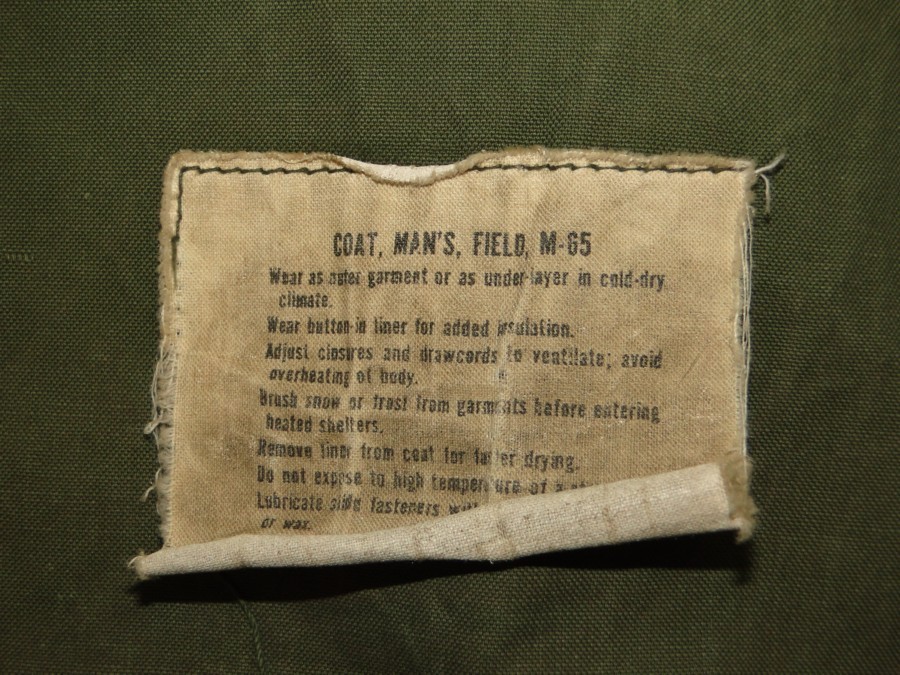 COAT, MAN'S, FIELD, M-65
Wear as outer garment or as under-layer in cold-dry
climate.
Wear button-in liner for added insulation.
Adjust closures and drawcords to ventilate; avoid
overheating of body.
Brush snow or frost from garments before entering
heated shelters.
Remove liner from coat for faster drying.
Do not expose to high temperature of a
Lubricate slide fasteners with
or wax.